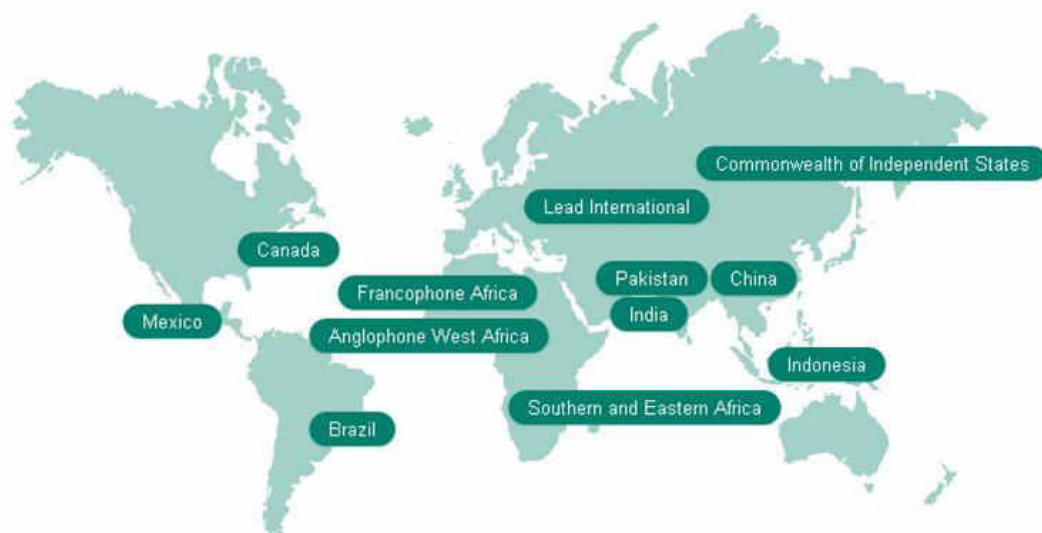 Commonwealth of Independent States
Lead International
Canada
Pakistan
China
Francophone Africa
India
Mexico
Anglophone West Africa
Indonesia
Southern and Eastern Africa
Brazil